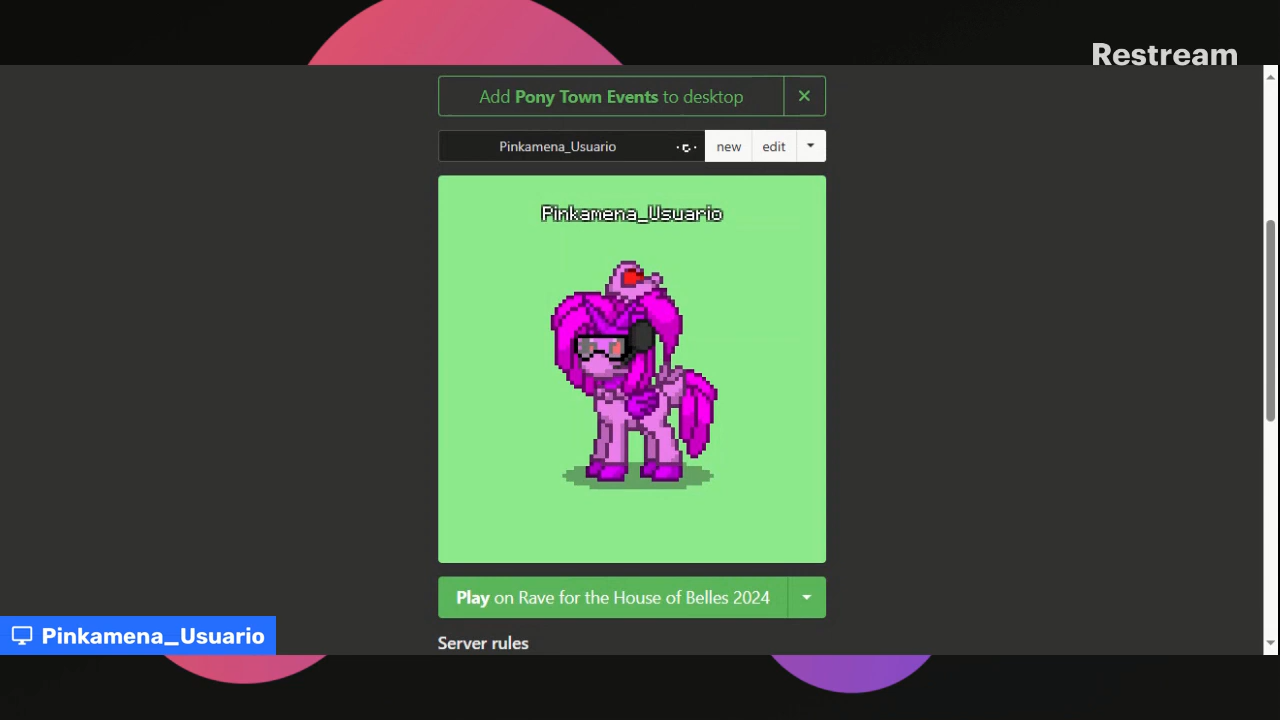 Restream
Add Pony Town Events to desktop
Pinkamena_Usuario
new
edit
Pinkamena_Usuario
Play on Rave for the House of Belles 2024
Pinkamena_Usuario
Server rules